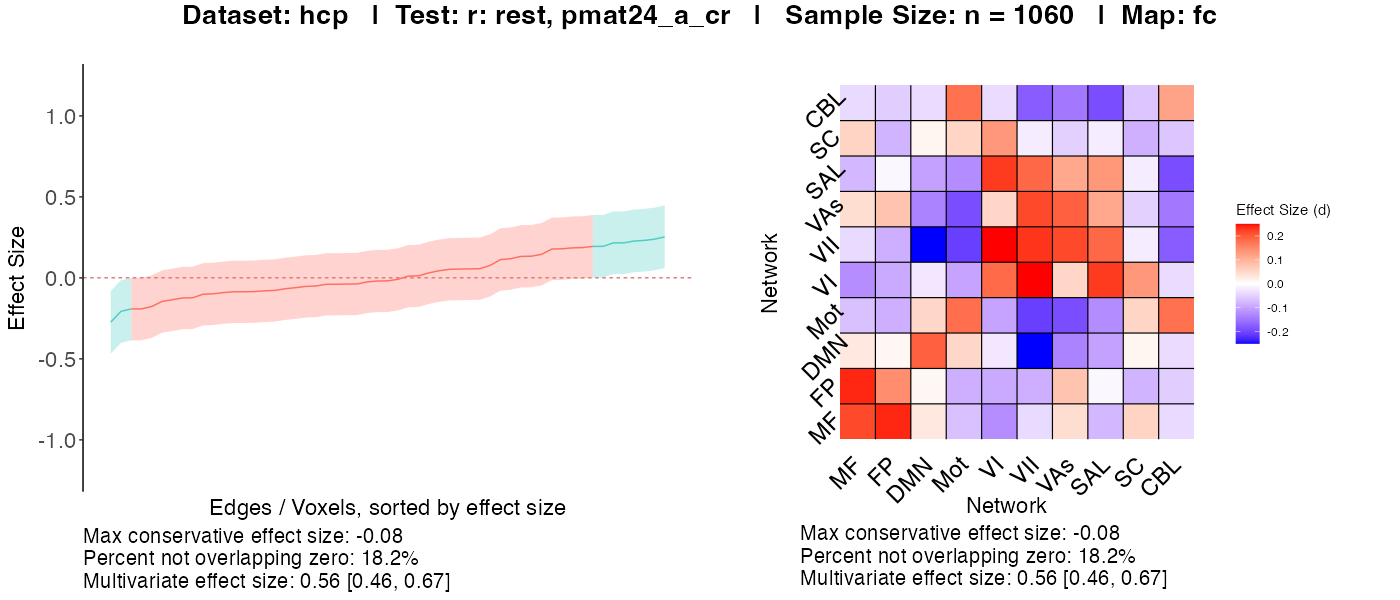 Dataset: hcp | Test: r: rest, pmat24_a_cr | Sample Size: n = 1060 | Map: fc
Effect Size
1.0
0.5
0.0
-0.5
-1.0
Edges / Voxels, sorted by effect size
Max conservative effect size: -0.08
Percent not overlapping zero: 18.2%
Multivariate effect size: 0.56 [0.46, 0.67]
Network
CBL
SC
SAL
VAs
VII
VI
Mot
DMN
FP
MF
MF
FP
DMN
Mot
VI
VII
VAs
SAL
SC
CBL
Network
Effect Size (d)
0.2
0.1
0.0
-0.1
-0.2
Max conservative effect size: -0.08
Percent not overlapping zero: 18.2%
Multivariate effect size: 0.56 [0.46, 0.67]